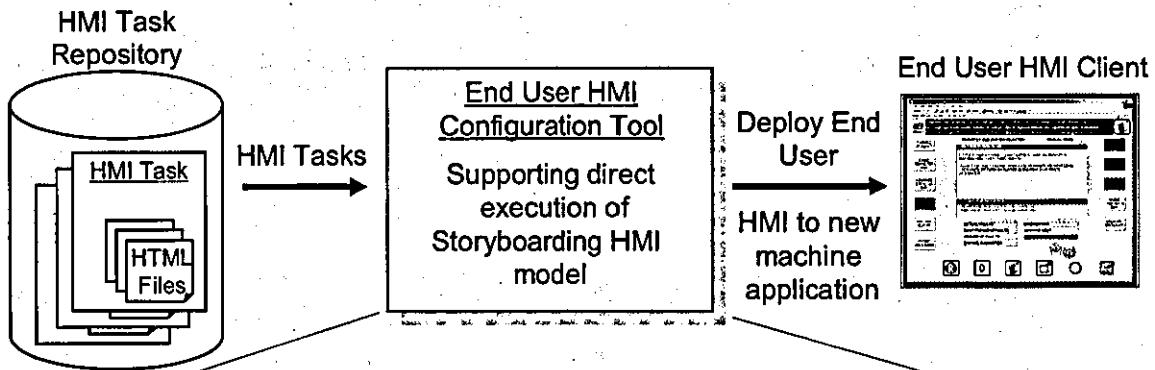 HMI Task
Repository
HMI Task
HTML
Files
HMI Tasks
End User HMI
Configuration Tool
Supporting direct
execution of
Storyboarding HMI
model
Deploy End
User
HMI to new
machine
application
End User HMI Client